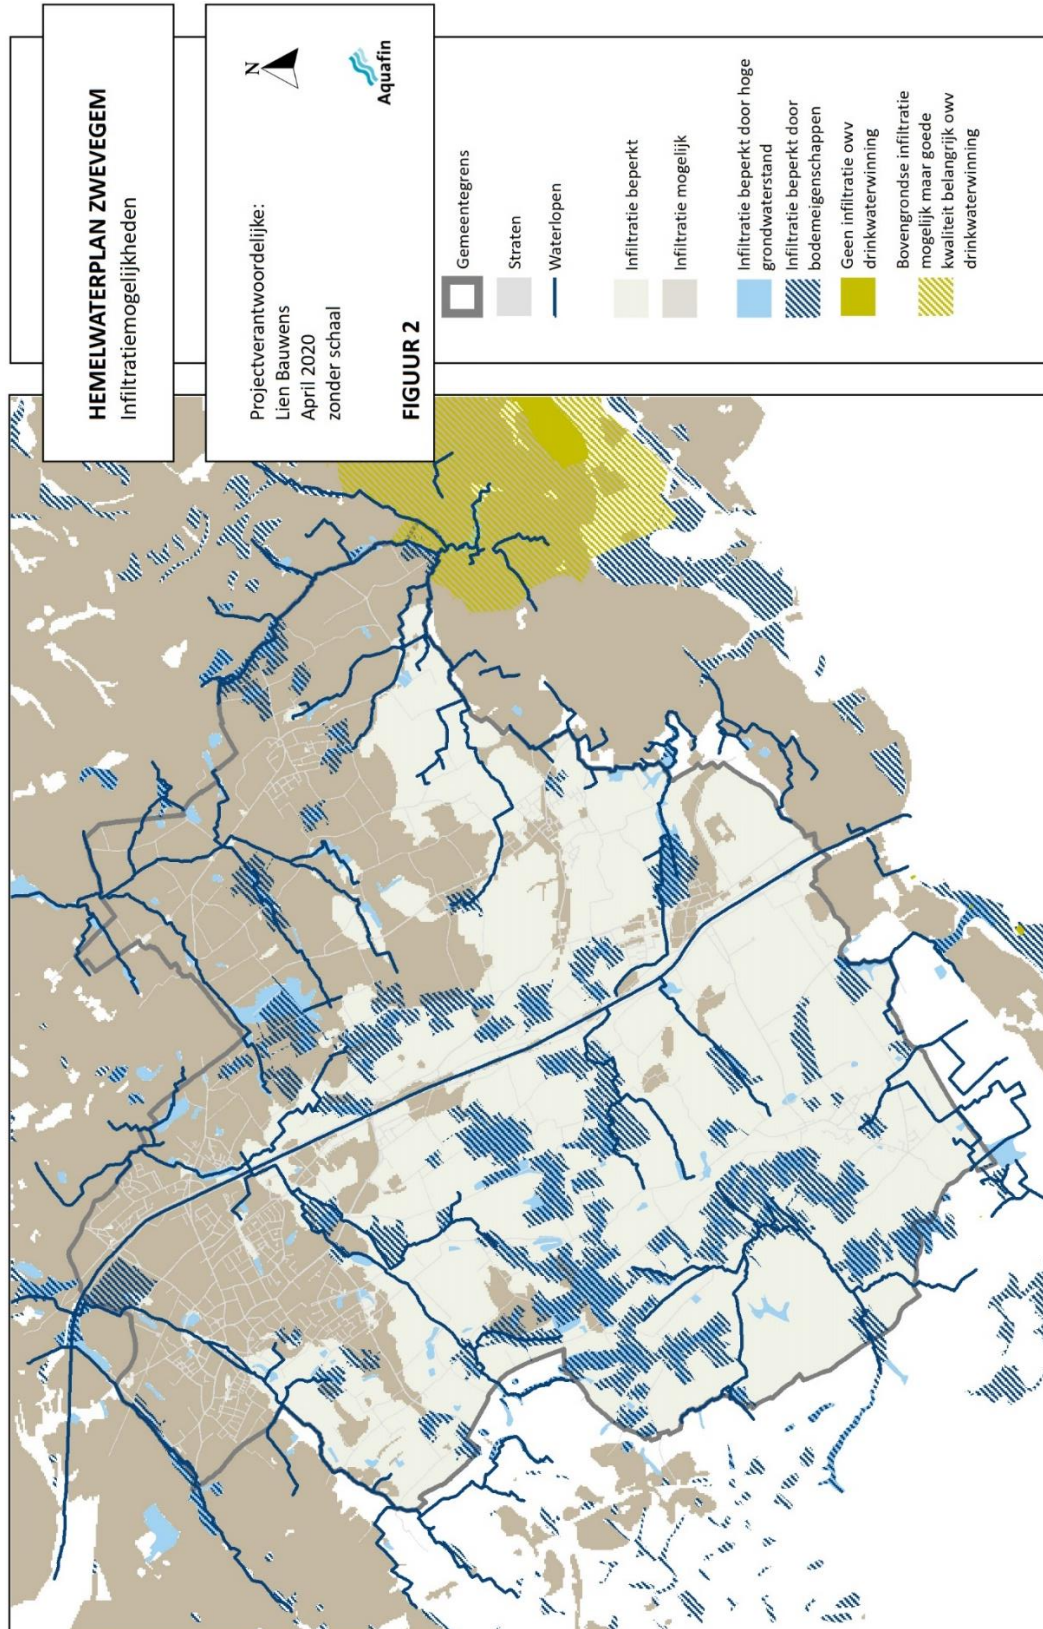 HEMELWATERPLAN ZWEVEGEM
Infiltratiemogelijkheden
Projectverantwoordelijke:
Lien Bauwens
April 2020
zonder schaal
FIGUUR 2
N
Aquafin
Gemeentegrens
Straten
Waterlopen
Infiltratie beperkt
Infiltratie mogelijk
Infiltratie beperkt door hoge
grondwaterstand
Infiltratie beperkt door
bodemeigenschappen
Geen infiltratie owv
drinkwaterwinning
Bovengrondse infiltratie
mogelijk maar goede
kwaliteit belangrijk owv
drinkwaterwinning